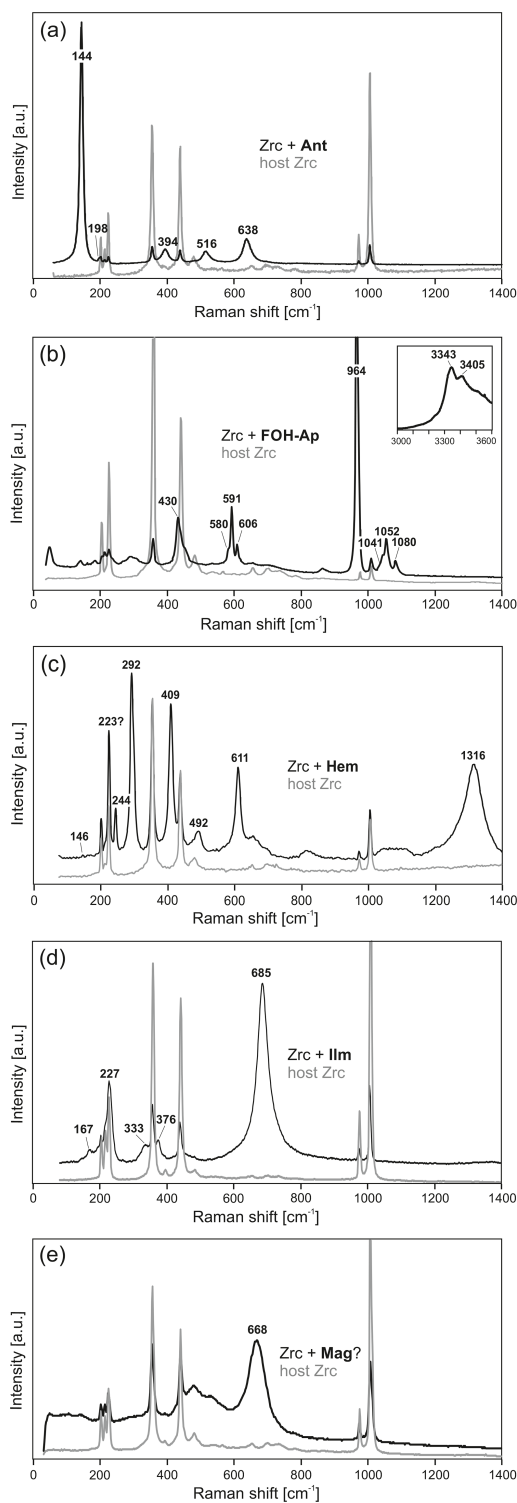 (a)
144
198
394
516
638
Zrc + Ant
host Zrc
Intensity [a.u.]
0 200 400 600 800 1000 1200 1400
Raman shift [cm-1]
(b)
964
3343
3405
3000 3300 3600
Zrc + FOH-Ap
host Zrc
430
591
580
606
1052
1041
1080
Intensity [a.u.]
0 200 400 600 800 1000 1200 1400
Raman shift [cm-1]
(c)
292
223?
409
244
611
1316
Zrc + Hem
host Zrc
146
492
Intensity [a.u.]
0 200 400 600 800 1000 1200 1400
Raman shift [cm-1]
(d)
685
Zrc + Ilm
host Zrc
227
167
333
376
Intensity [a.u.]
0 200 400 600 800 1000 1200 1400
Raman shift [cm-1]
(e)
668
Zrc + Mag?
host Zrc
Intensity [a.u.]
0 200 400 600 800 1000 1200 1400
Raman shift [cm-1]